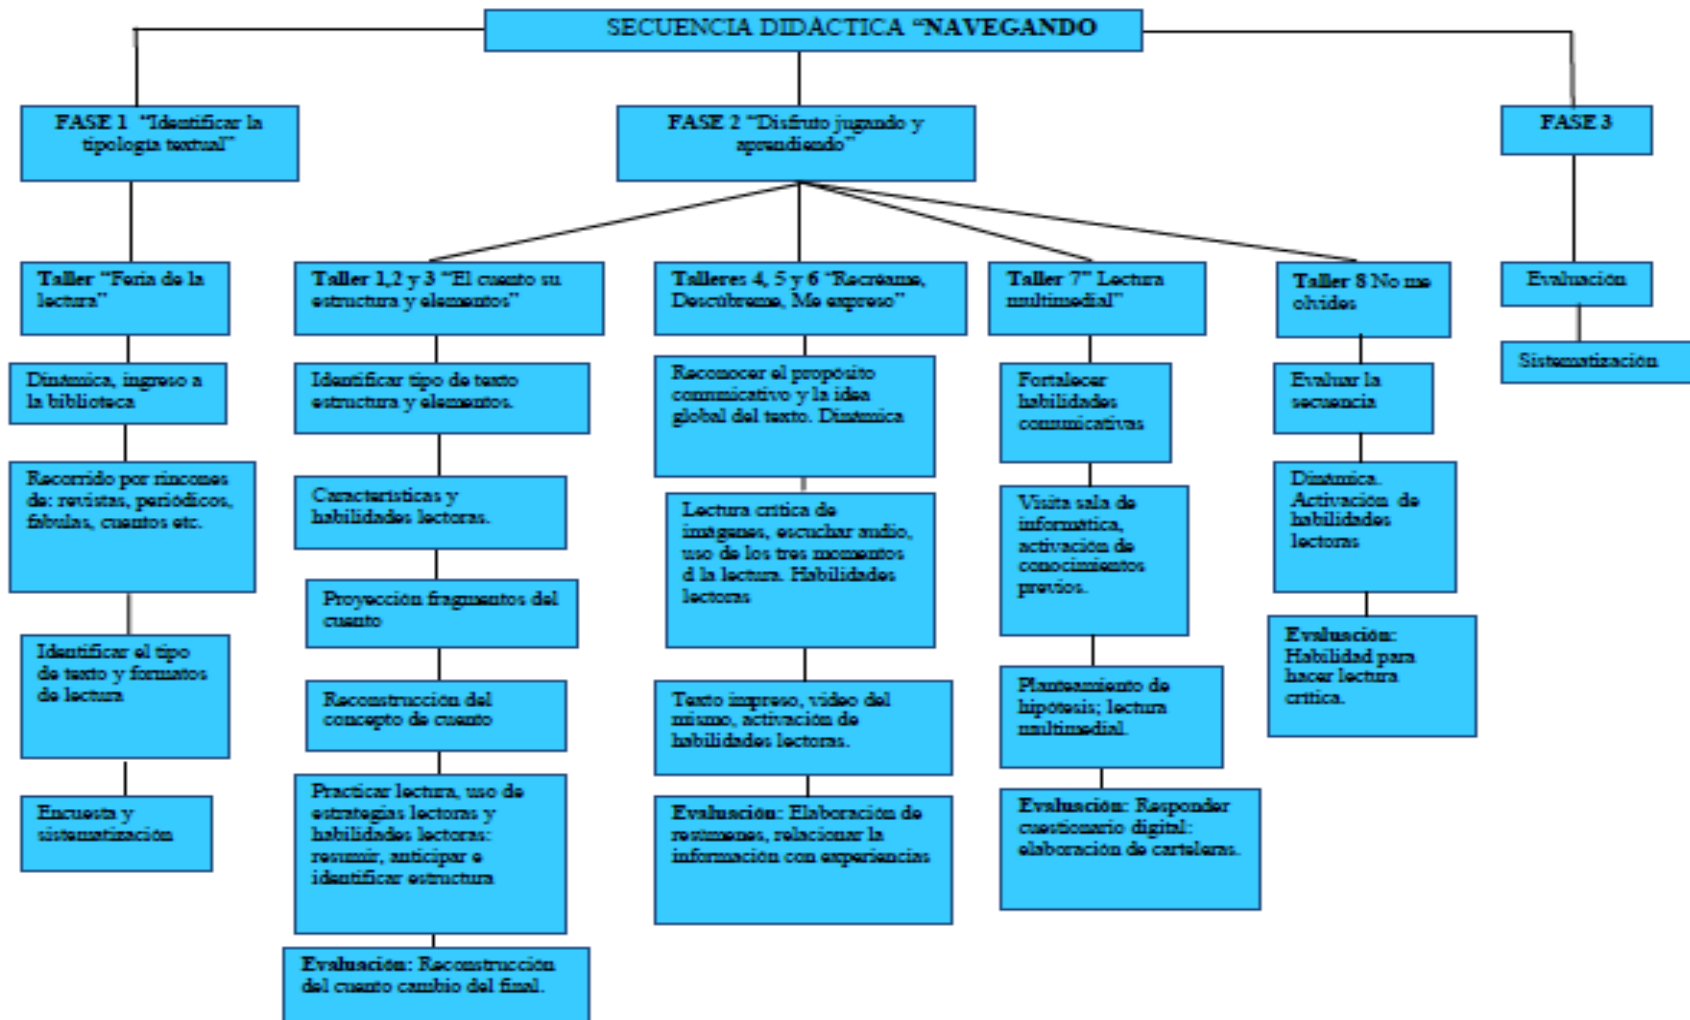 SECUENCIA DIDÁCTICA “NAVEGANDO
FASE 1 “Identificar la
tipología textual”
FASE 2 “Disfruto jugando y
aprendiendo”
FASE 3
Taller “Feria de la
lectura”
Dinámica, ingreso a
la biblioteca
Recorrido por rincones
de: revistas, periódicos,
fabulas, cuentos etc.
Identificar el tipo
de texto y formatos
de lectura
Encuesta y
sistematización
Taller 1,2 y 3 “El cuento su
estructura y elementos”
Identificar tipo de texto
estructura y elementos.
Características y
habilidades lectoras.
Proyección fragmentos del
cuento
Reconstrucción del
concepto de cuento
Practicar lectura, uso de
estrategias lectoras y
habilidades lectoras:
resumir, anticipar e
identificar estructura
Evaluación: Reconstrucción
del cuento cambio del final.
Talleres 4, 5 y 6 “Recréame,
Descúbreme, Me expreso”
Reconocer el propósito
comunicativo y la idea
global del texto. Dinámica
Lectura crítica de
imágenes, escuchar audio,
uso de los tres momentos
d la lectura. Habilidades
lectoras
Texto impreso, video del
mismo, activación de
habilidades lectoras.
Evaluación: Elaboración de
resúmenes, relacionar la
información con experiencias
Taller 7” Lectura
multimedial”
Fortalecer
habilidades
comunicativas
Visita sala de
informática,
activación de
conocimientos
previos.
Planteamiento de
hipótesis; lectura
multimedial.
Evaluación: Responder
cuestionario digital:
elaboración de carteleras.
Taller 8 No me
olvides
Evaluar la
secuencia
Dinámica.
Activación de
habilidades
lectoras
Evaluación:
Habilidad para
hacer lectura
crítica.
Evaluación
Sistematización